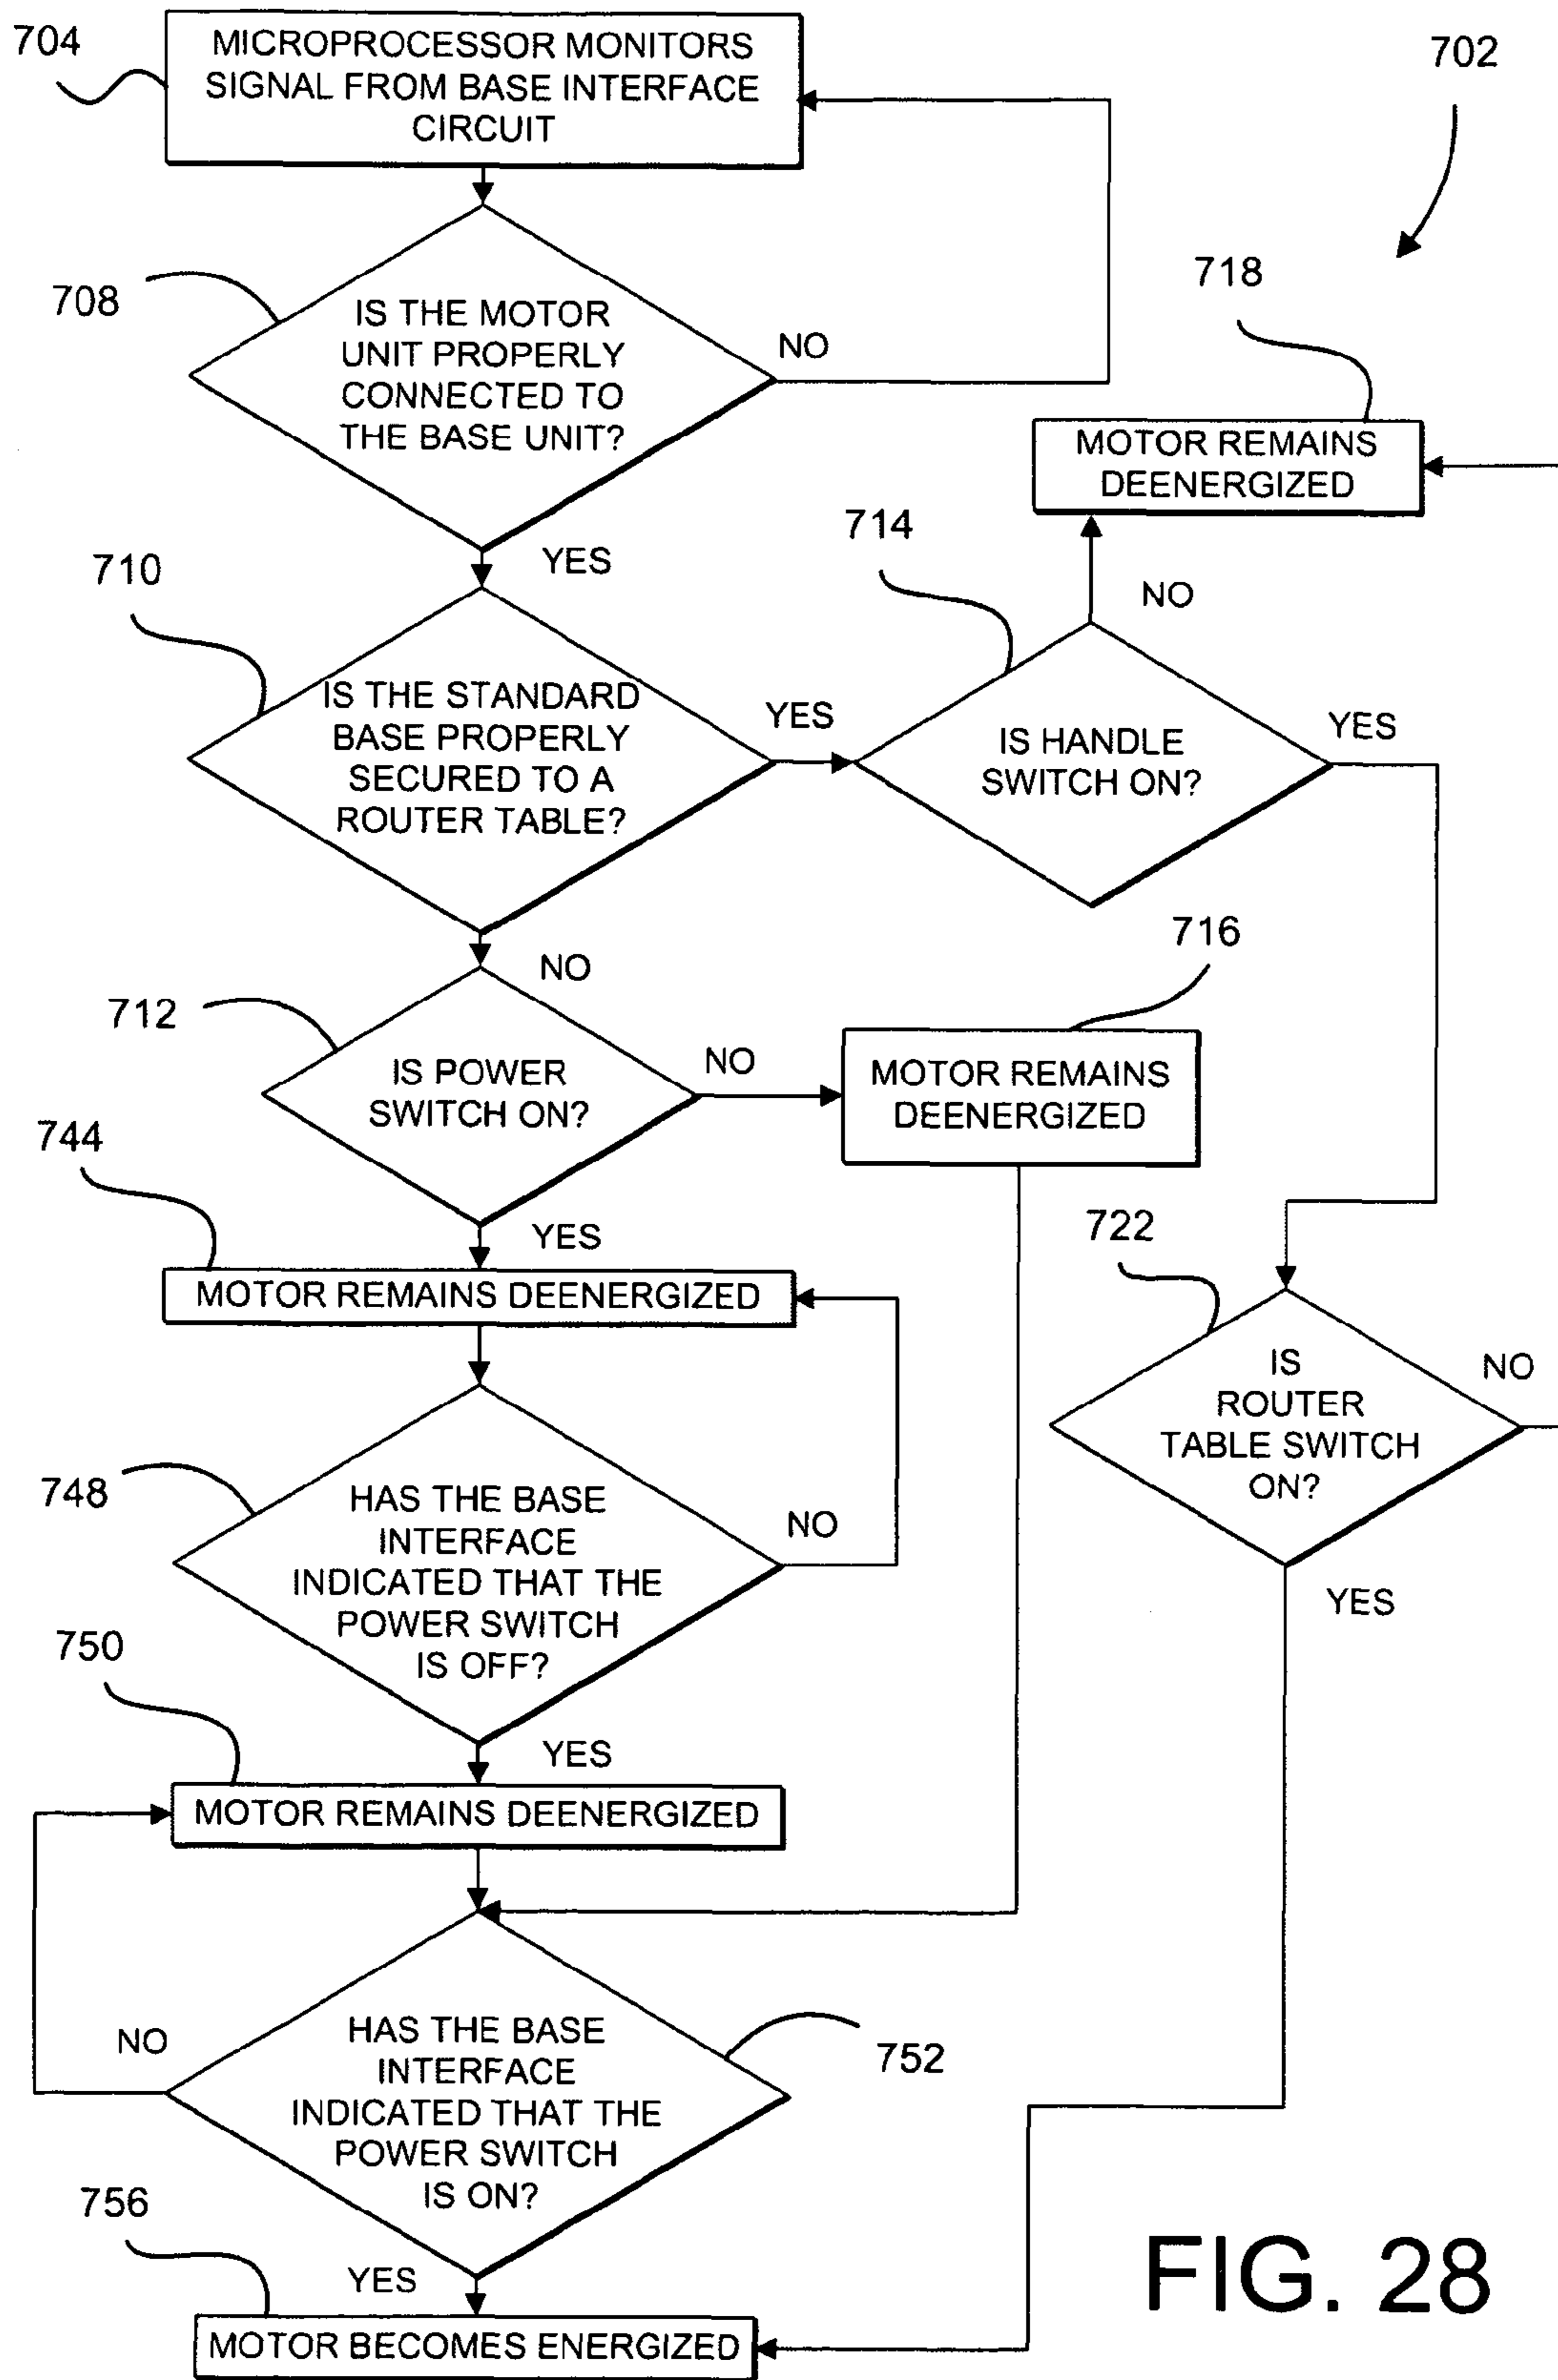 704
MICROPROCESSOR MONITORS
SIGNAL FROM BASE INTERFACE
CIRCUIT
702
708
IS THE MOTOR
UNIT PROPERLY
CONNECTED TO
THE BASE UNIT?
NO
718
MOTOR REMAINS
DEENERGIZED
YES
714
NO
710
IS THE STANDARD
BASE PROPERLY
SECURED TO A
ROUTER TABLE?
YES
IS HANDLE
SWITCH ON?
YES
NO
716
712
IS POWER
SWITCH ON?
NO
MOTOR REMAINS
DEENERGIZED
744
YES
MOTOR REMAINS DEENERGIZED
722
IS
ROUTER
TABLE SWITCH
ON?
NO
YES
748
HAS THE BASE
INTERFACE
INDICATED THAT THE
POWER SWITCH
IS OFF?
NO
750
YES
MOTOR REMAINS DEENERGIZED
NO
HAS THE BASE
INTERFACE
INDICATED THAT THE
POWER SWITCH
IS ON?
752
756
YES
MOTOR BECOMES ENERGIZED
FIG. 28